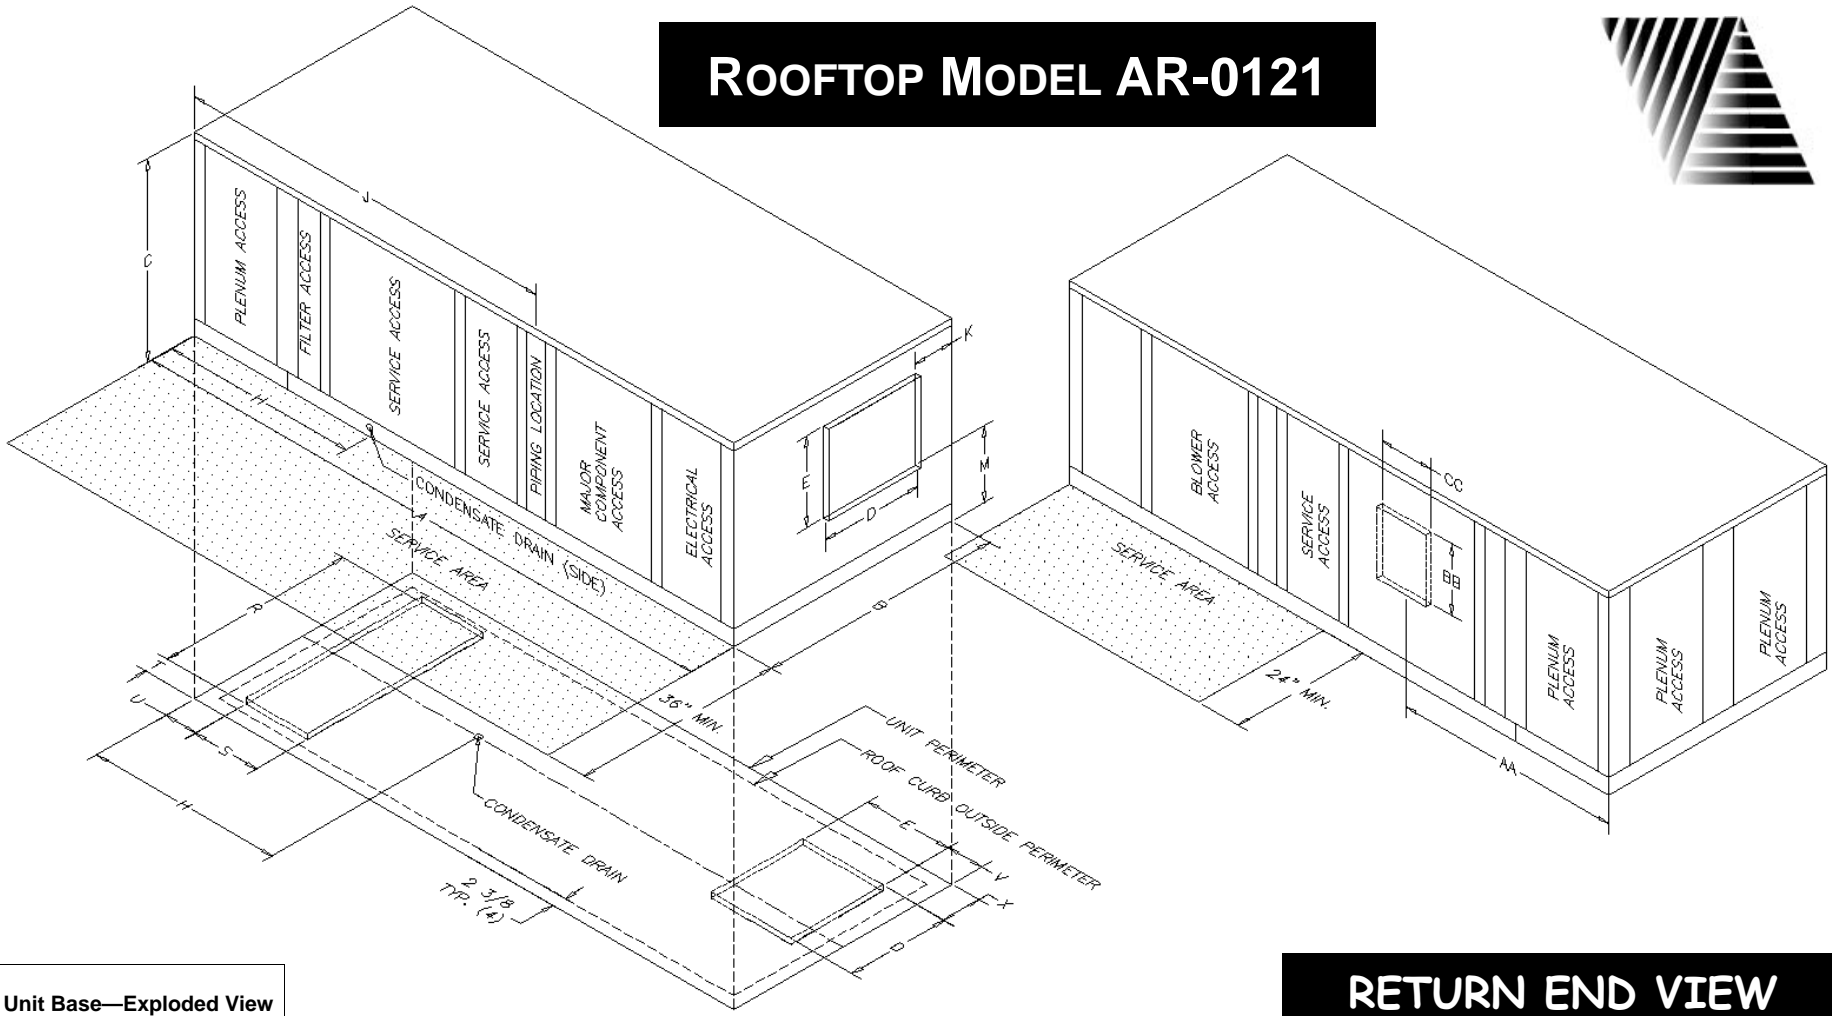 ROOFTOP MODEL AR-0121
J
C
PLENUM ACCESS
FILTER ACCESS
SERVICE ACCESS
SERVICE ACCESS
PIPING LOCATION
MAJOR
COMPONENT
ACCESS
ELECTRICAL
ACCESS
K
E
D
M
H
CONDENSATE DRAIN (SIDE)
A
SERVICE AREA
B
36" MIN.
R
U
S
H
CONDENSATE DRAIN
2 3/8
TYP. (4)
UNIT PERIMETER
ROOF CURB OUTSIDE PERIMETER
E
V
X
D
BLOWER
ACCESS
SERVICE
ACCESS
CC
BB
SERVICE AREA
24" MIN.
AA
PLENUM
ACCESS
PLENUM
ACCESS
PLENUM
ACCESS
Unit Base—Exploded View
RETURN END VIEW